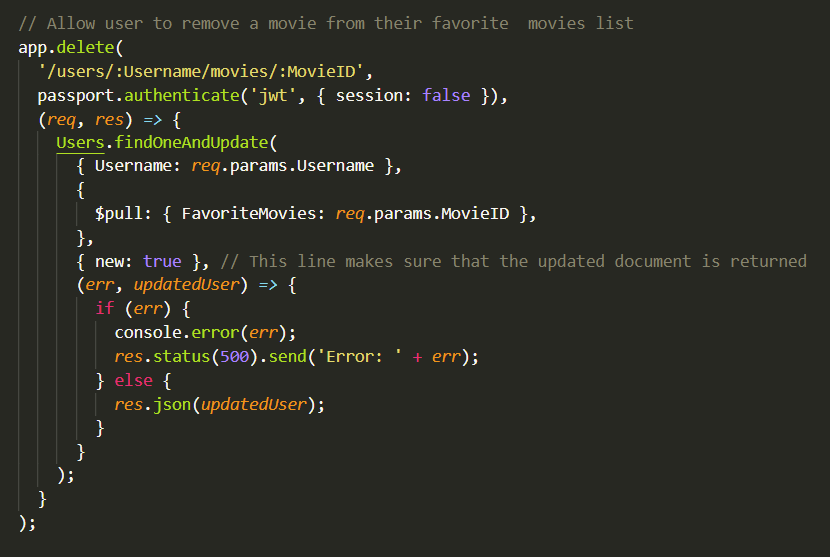 // Allow user to remove a movie from their favorite  movies list
app.delete(
  '/users/:Username/movies/:MovieID',
  passport.authenticate('jwt', { session: false }),
  (req, res) => {
    Users.findOneAndUpdate(
      { Username: req.params.Username },
      {
        $pull: { FavoriteMovies: req.params.MovieID },
      },
      { new: true }, // This line makes sure that the updated document is returned
      (err, updatedUser) => {
        if (err) {
          console.error(err);
          res.status(500).send('Error: ' + err);
        } else {
          res.json(updatedUser);
        }
      }
    );
  }
);